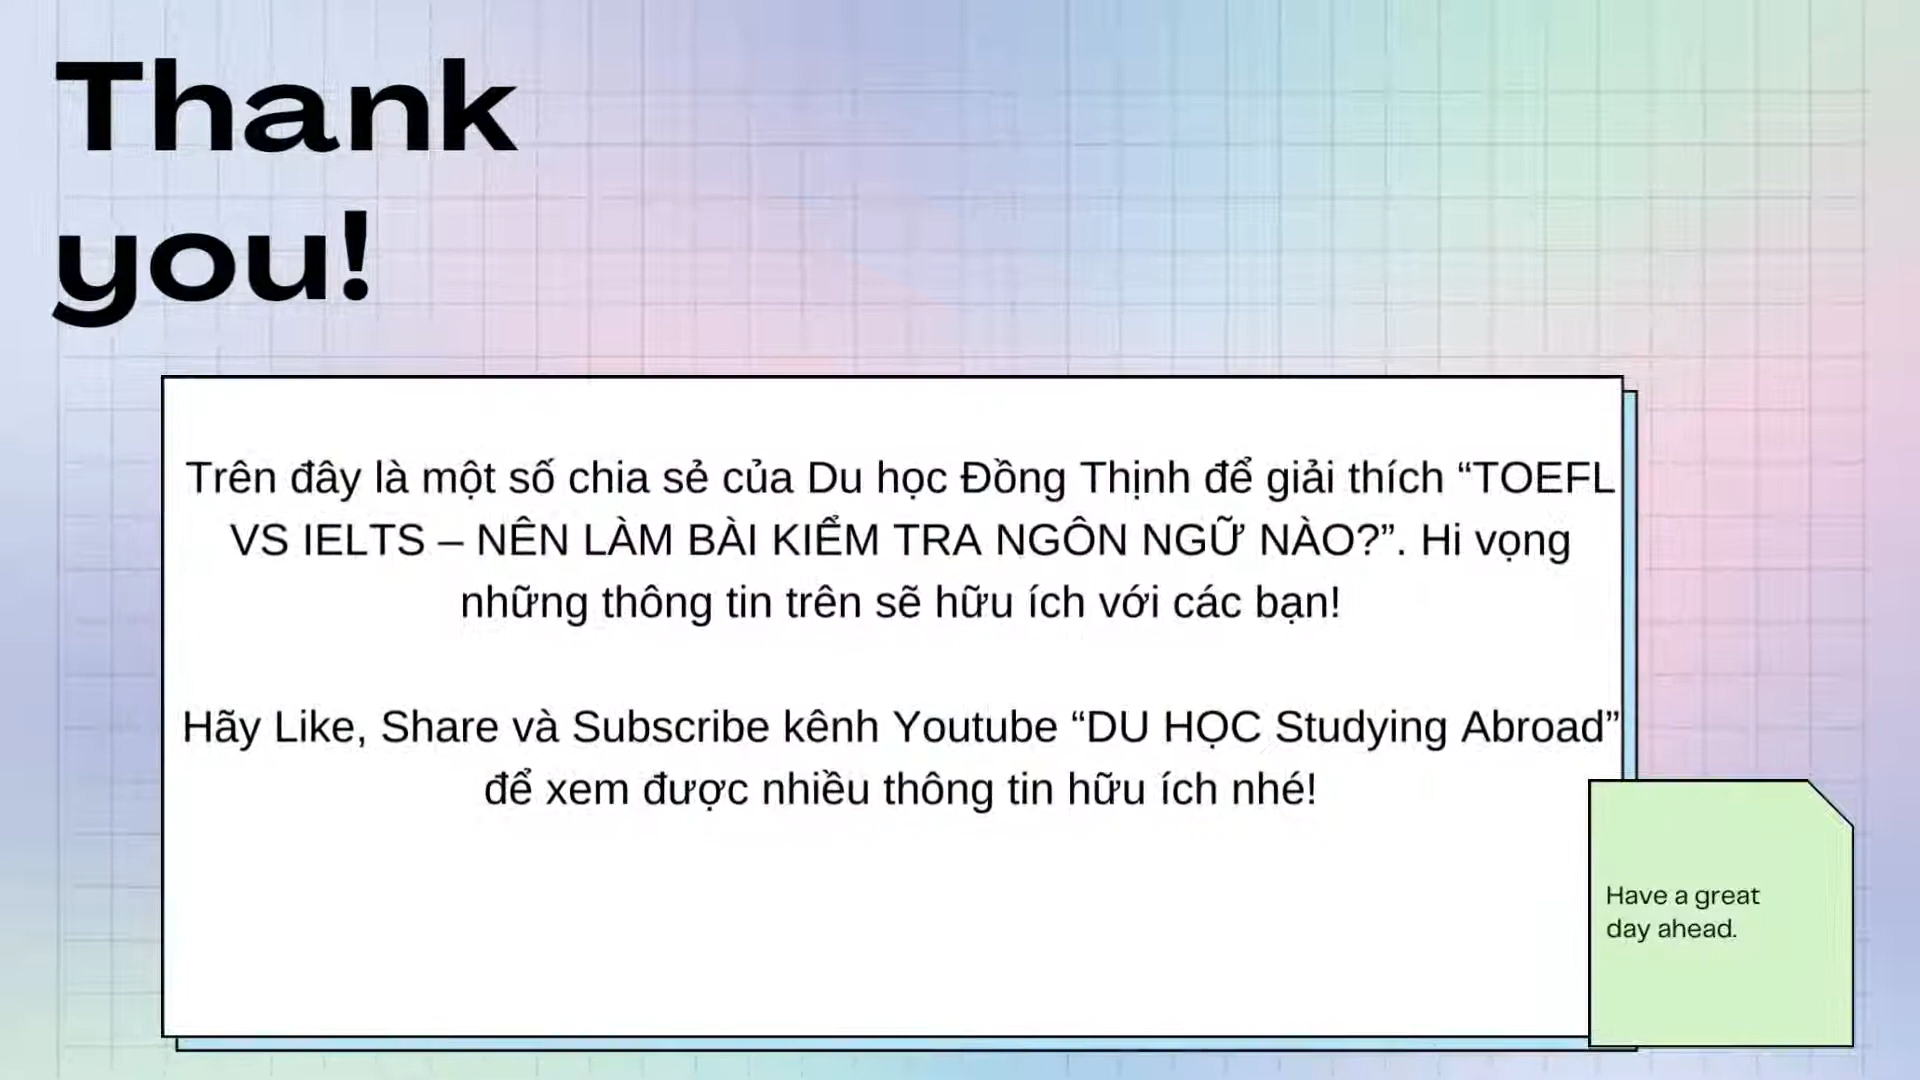 Thank
you!
Trên đây là một số chia sẻ của Du học Đồng Thịnh để giải thích “TOEFL
VS IELTS – NÊN LÀM BÀI KIỂM TRA NGÔN NGỮ NÀO?”. Hi vọng
những thông tin trên sẽ hữu ích với các bạn!
Hãy Like, Share và Subscribe kênh Youtube “DU HỌC Studying Abroad”
để xem được nhiều thông tin hữu ích nhé!
Have a great
day ahead.